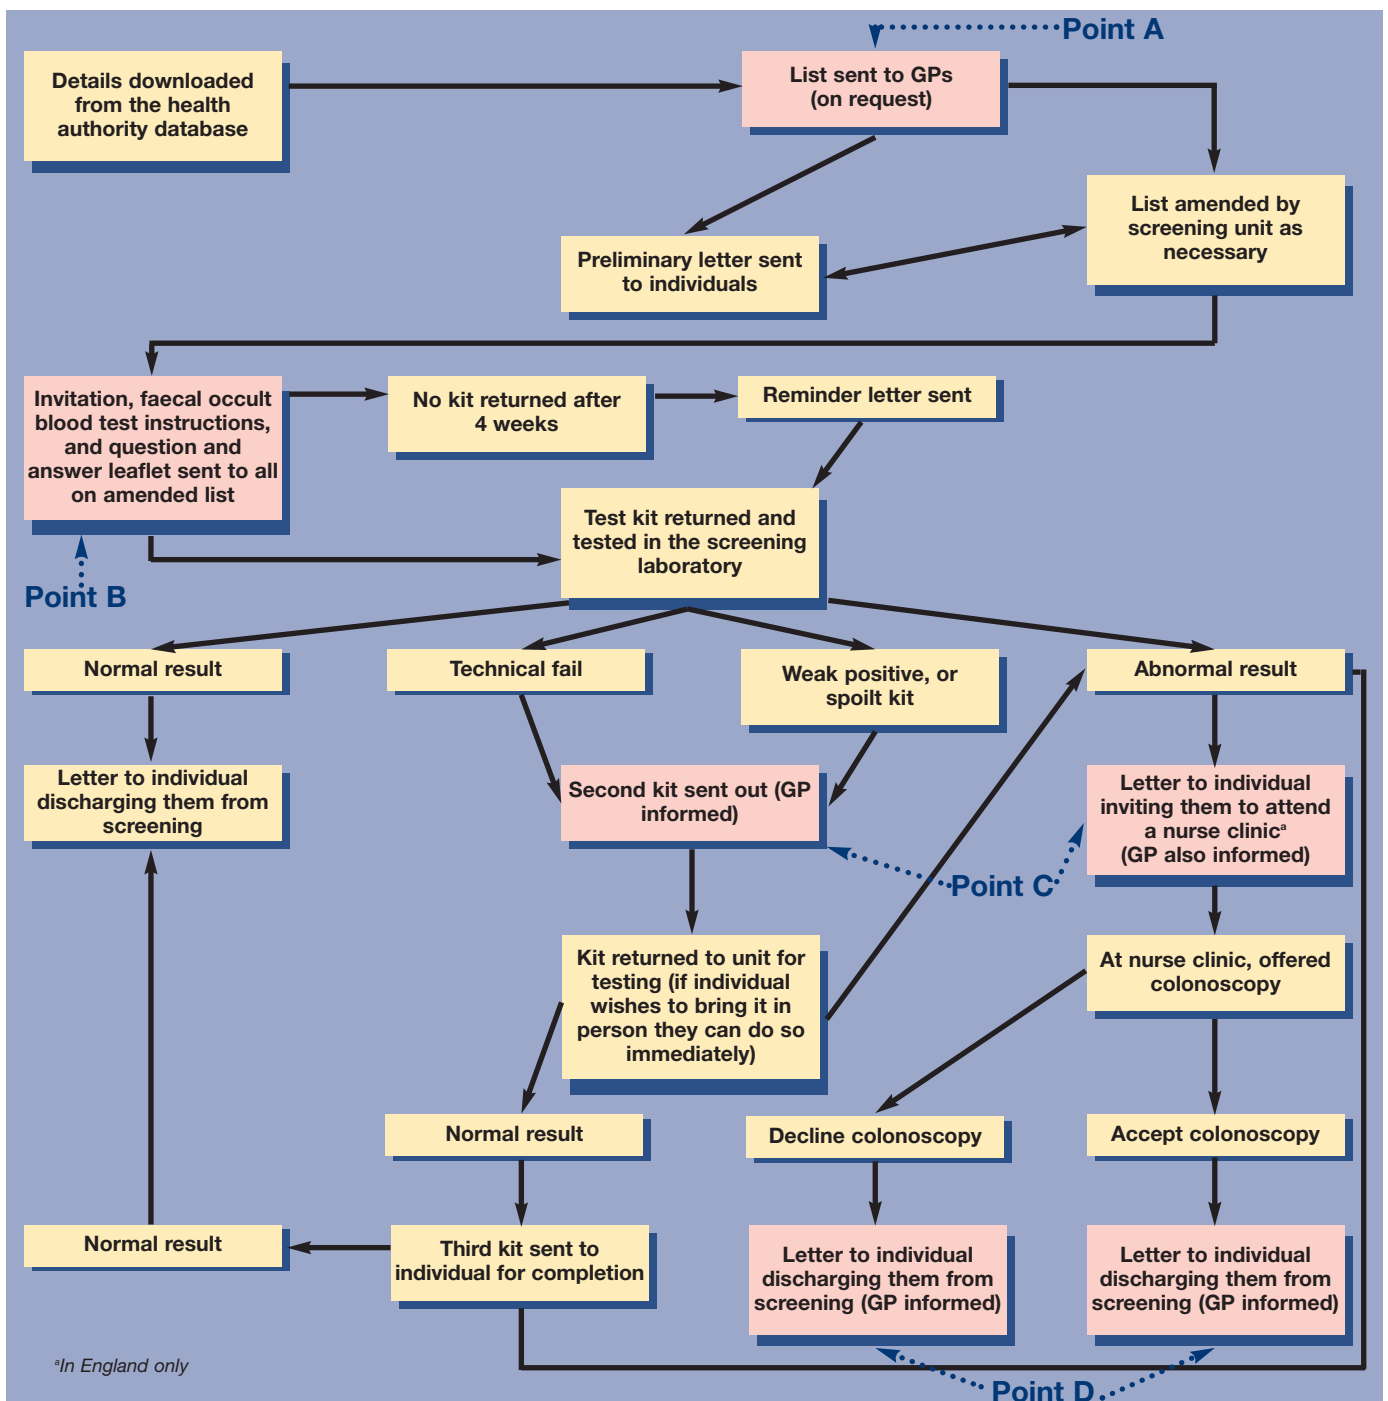 Point A
Details downloaded
from the health
authority database
List sent to GPs
(on request)
List amended by
screening unit as
necessary
Preliminary letter sent
to individuals
Invitation, faecal occult
blood test instructions,
and question and
answer leaflet sent to all
on amended list
No kit returned after
4 weeks
Reminder letter sent
Test kit returned and
tested in the screening
laboratory
Point B
Normal result
Technical fail
Weak positive, or
spoilt kit
Abnormal result
Letter to individual
discharging them from
screening
Second kit sent out (GP
informed)
Letter to individual
inviting them to attend
a nurse clinicª
(GP also informed)
Point C
Kit returned to unit for
testing (if individual
wishes to bring it in
person they can do so
immediately)
At nurse clinic, offered
colonoscopy
Normal result
Decline colonoscopy
Accept colonoscopy
Normal result
Third kit sent to
individual for completion
Letter to individual
discharging them from
screening (GP informed)
Letter to individual
discharging them from
screening (GP informed)
ªIn England only
Point D